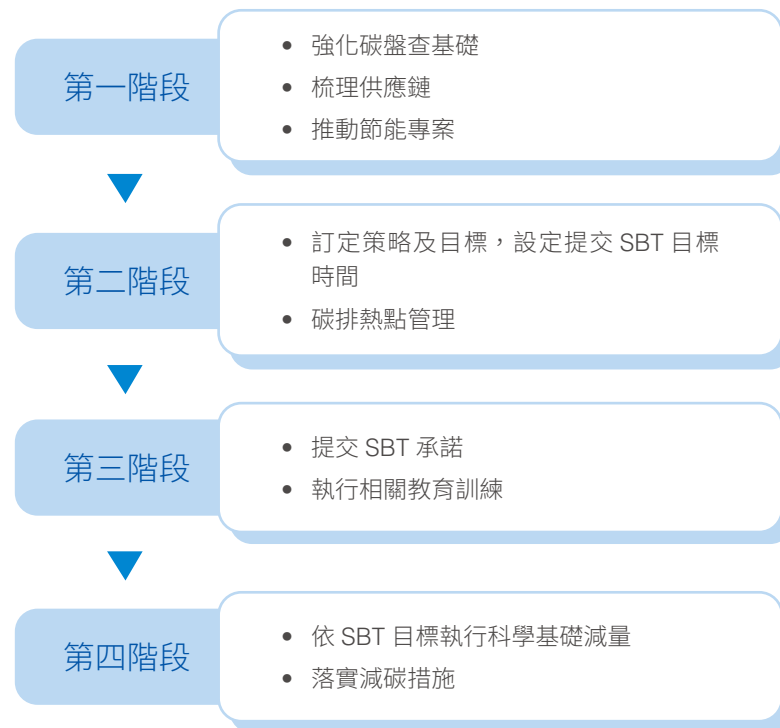 第一階段
• 強化碳盤查基礎
• 梳理供應鏈
• 推動節能專案
第二階段
• 訂定策略及目標，設定提交 SBT 目標
時間
• 碳排熱點管理
第三階段
• 提交 SBT 承諾
• 執行相關教育訓練
第四階段
• 依 SBT 目標執行科學基礎減量
• 落實減碳措施